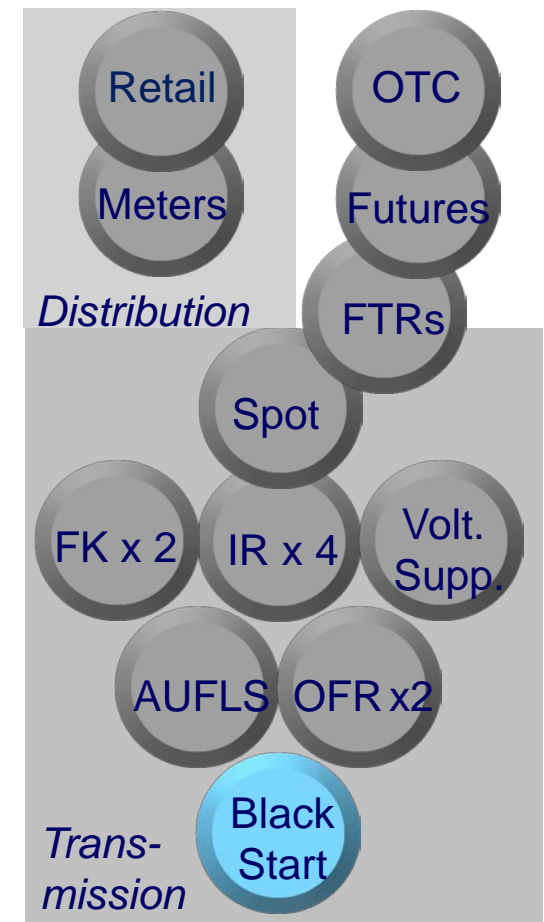 Retail
OTC
Meters
Futures
Distribution
FTRs
Spot
FK x 2
IR x 4
Volt.
Supp.
AUFLS
OFR x2
Black
Start
Trans-
mission